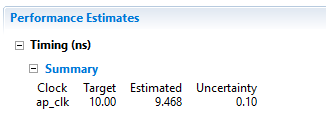 Performance Estimates
Timing (ns)
Summary
Clock Target Estimated Uncertainty
ap_clk 10.00 9.468 0.10